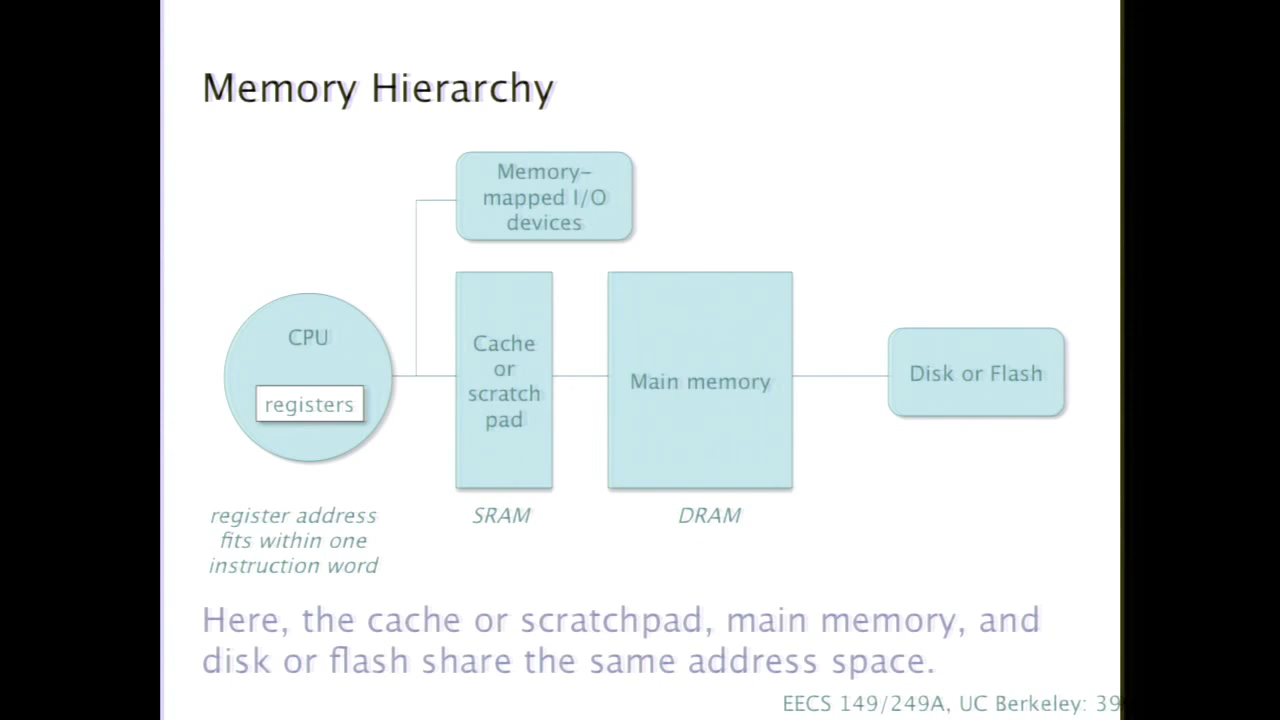 Memory Hierarchy
Memory-
mapped I/O
devices
CPU
registers
Cache
or
scratch
pad
Main memory
Disk or Flash
register address
fits within one
instruction word
SRAM
DRAM
Here, the cache or scratchpad, main memory, and
disk or flash share the same address space.
EECS 149/249A, UC Berkeley: 39